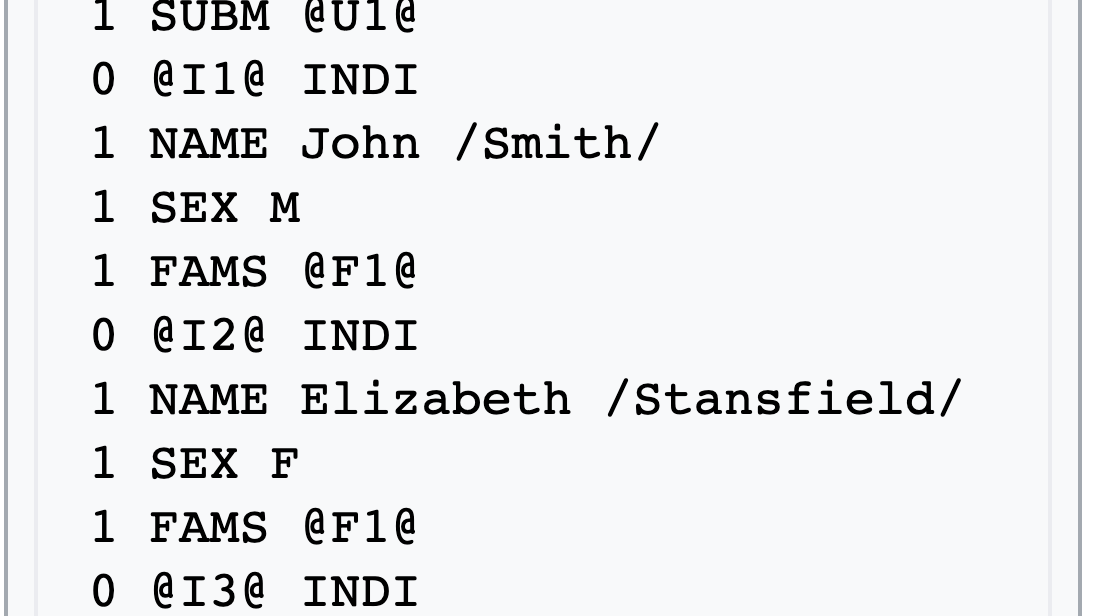 1 SUBM @U1@
0 @I1@ INDI
1 NAME John /Smith/
1 SEX M
1 FAMS @F1@
0 @I2@ INDI
1 NAME Elizabeth /Stansfield/
1 SEX F
1 FAMS @F1@
0 @I3@ INDI